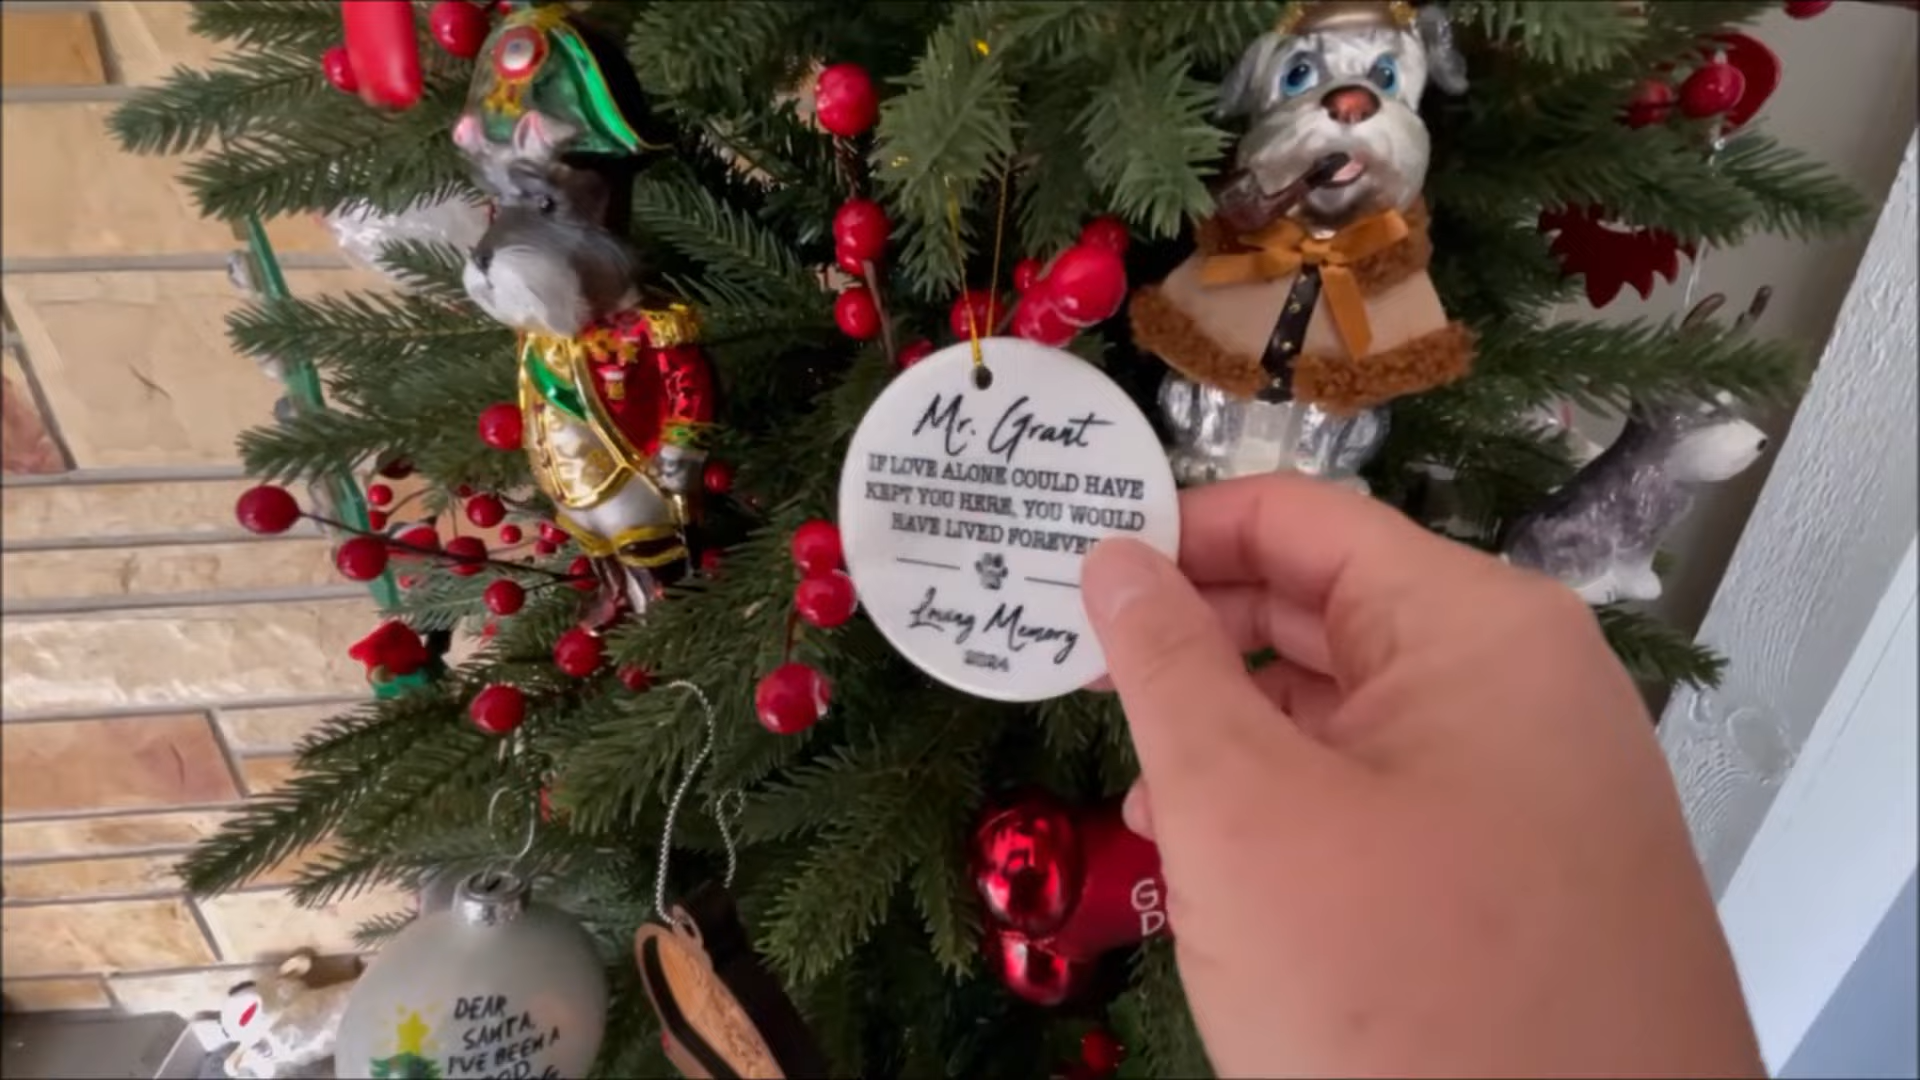 Mr. Grant
IF LOVE ALONE COULD HAVE
KEPT YOU HERE, YOU WOULD
HAVE LIVED FOREVER
Loving Memory
2024
G
D
DEAR
SANTA,
I'VE BEEN A